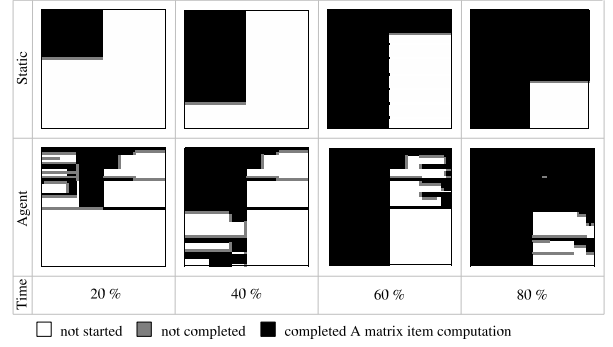 Static
Agent
Time
20 %
40 %
60 %
80 %
not started
not completed
completed A matrix item computation